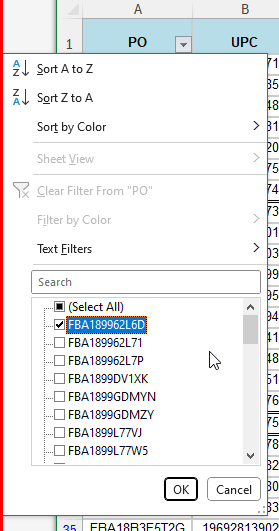 A B
1 PO UPC
Sort A to Z
Sort Z to A
Sort by Color
Sheet View
Clear Filter From "PO"
Filter by Color
Text Filters
Search
(Select All)
FBA189962L6D
FBA189962L71
FBA189962L7P
FBA1899DV1XK
FBA1899GDMYN
FBA1899GDMZY
FBA1899L77VJ
FBA1899L77W5
OK Cancel
35 FBA18B3F5T2G 19692813902